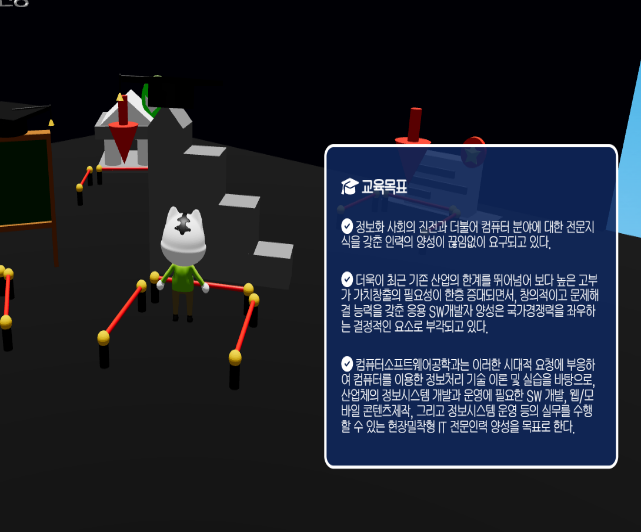 교육목표
정보화 사회의 진전과 더불어 컴퓨터 분야에 대한 전문지
식을 갖춘 인력의 양성이 끊임없이 요구되고 있다.
더욱이 최근 기존 산업의 한계를 뛰어넘어 보다 높은 고부
가 가치창출의 필요성이 한층 증대되면서, 창의적이고 문제해
결 능력을 갖춘 응용 SW개발자 양성은 국가경쟁력을 좌우하
는 결정적인 요소로 부각되고 있다.
컴퓨터소프트웨어공학과는 이러한 시대적 요청에 부응하
여 컴퓨터를 이용한 정보처리 기술 이론 및 실습을 바탕으로,
산업체의 정보시스템 개발과 운영에 필요한 SW 개발, 웹/모
바일 콘텐츠제작, 그리고 정보시스템 운영 등의 실무를 수행
할 수 있는 현장밀착형 IT 전문인력 양성을 목표로 한다.